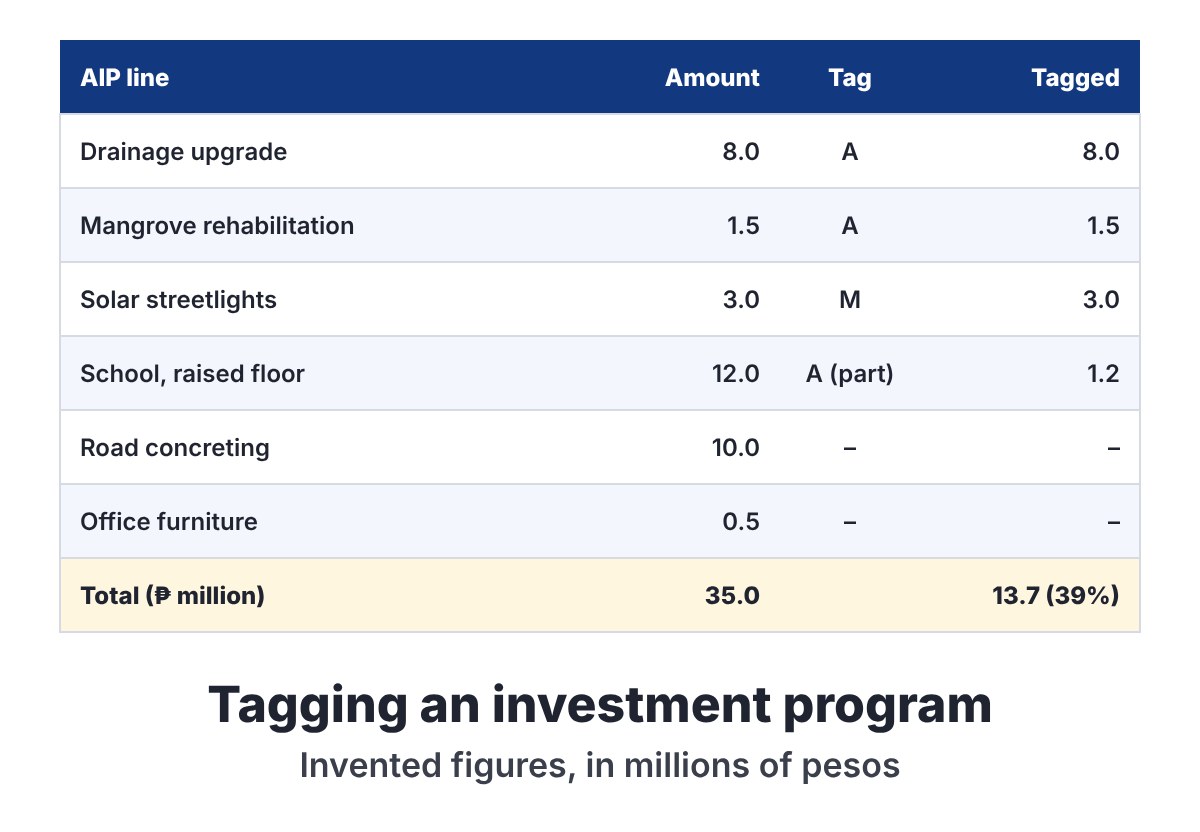 AIP line Amount Tag Tagged
Drainage upgrade 8.0 A 8.0
Mangrove rehabilitation 1.5 A 1.5
Solar streetlights 3.0 M 3.0
School, raised floor 12.0 A (part) 1.2
Road concreting 10.0 – –
Office furniture 0.5 – –
Total (₱ million) 35.0 13.7 (39%)
Tagging an investment program
Invented figures, in millions of pesos